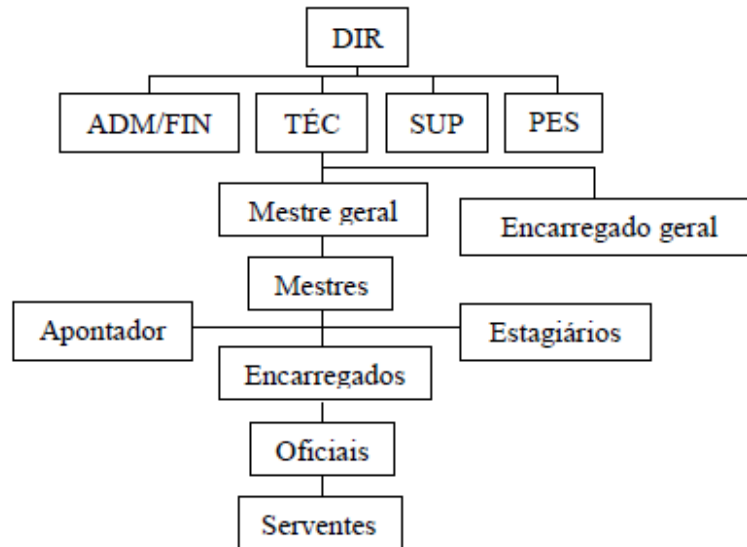 DIR
ADM/FIN
TÉC
SUP
PES
Mestre geral
Encarregado geral
Mestres
Apontador
Estagiários
Encarregados
Oficiais
Serventes